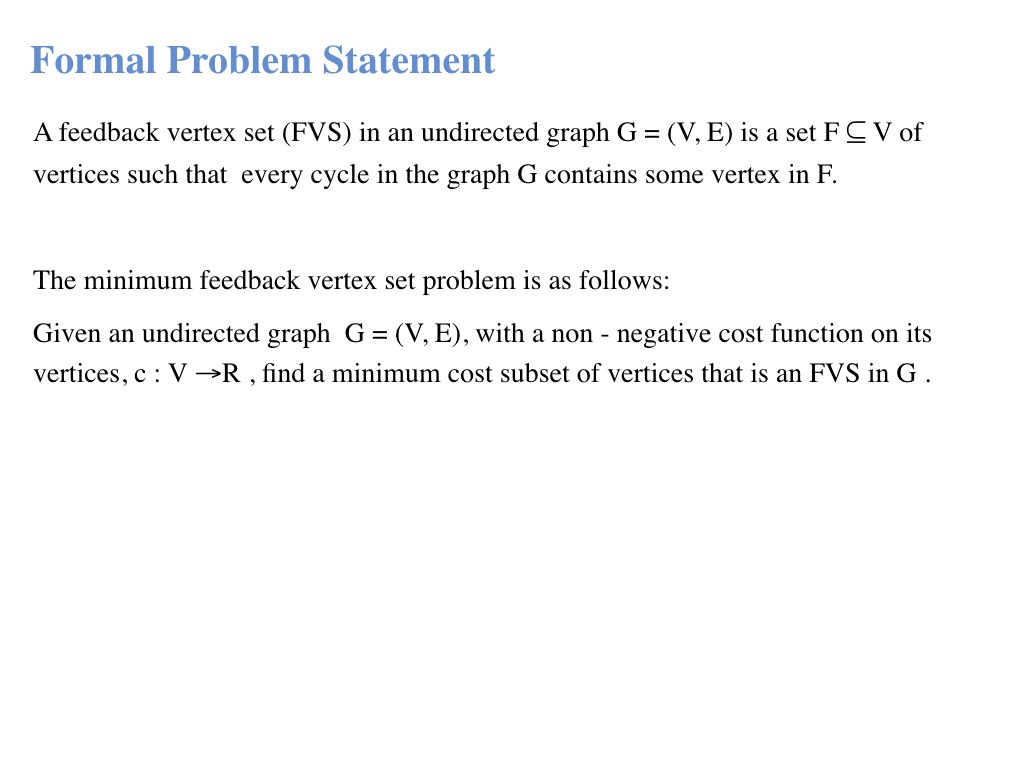 Formal Problem Statement
A feedback vertex set (FVS) in an undirected graph G = (V, E) is a set F ⊆ V of
vertices such that  every cycle in the graph G contains some vertex in F.
The minimum feedback vertex set problem is as follows:
Given an undirected graph  G = (V, E), with a non - negative cost function on its
vertices, c : V →R , find a minimum cost subset of vertices that is an FVS in G .